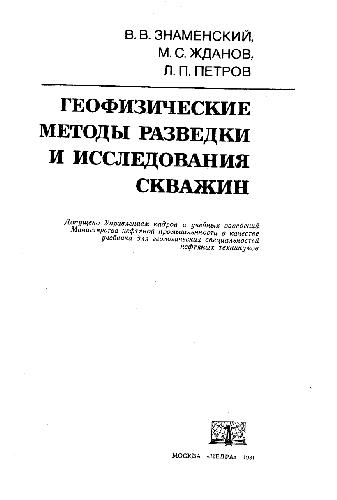 В. В. ЗНАМЕНСКИЙ,
М. С. ЖДАНОВ,
Л. П. ПЕТРОВ
ГЕОФИЗИЧЕСКИЕ
МЕТОДЫ РАЗВЕДКИ
И ИССЛЕДОВАНИЯ
СКВАЖИН
Допущено Управлением кадров и учебных заведений
Министерства нефтяной промышленности в качестве
учебника для геологических специальностей
нефтяных техникумов
МОСКВА «НЕДРА» 1981